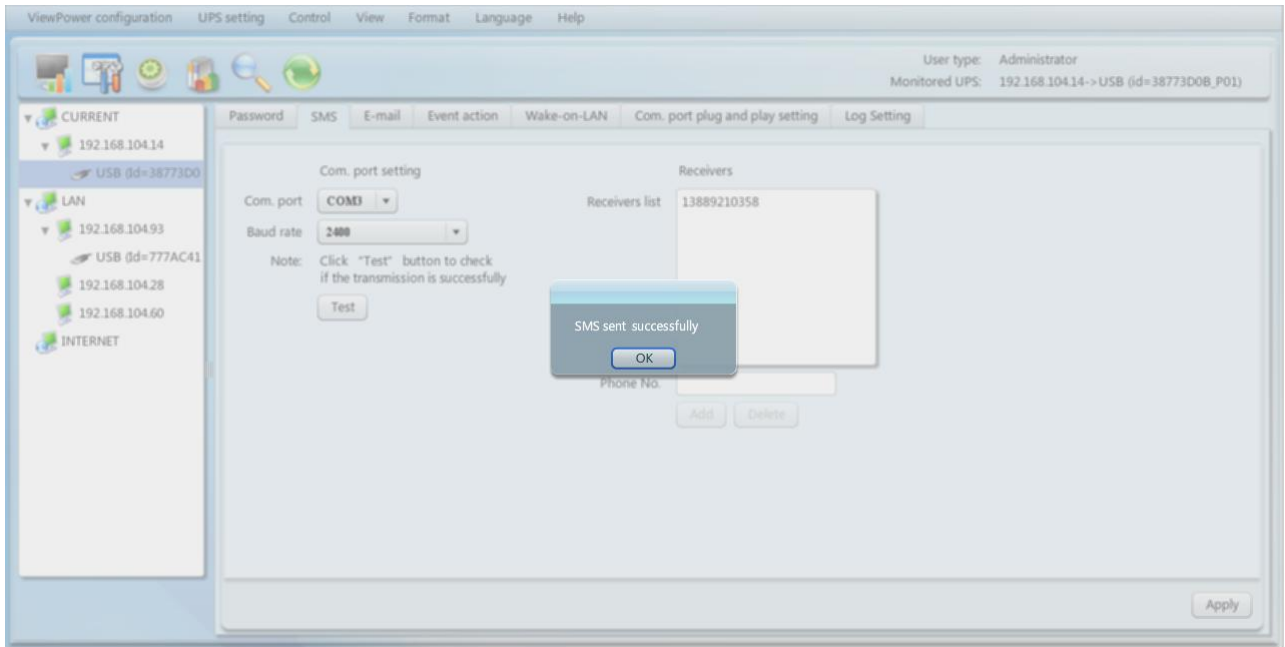 ViewPower configuration UPS setting Control View Format Language Help
User type: Administrator
Monitored UPS: 192.168.104.14->USB (id=38773D0B_P01)
CURRENT
192.168.104.14
USB (Id=38773D0
LAN
192.168.104.93
USB (Id=777AC41
192.168.104.28
192.168.104.60
INTERNET
Password SMS E-mail Event action Wake-on-LAN Com. port plug and play setting Log Setting
Com. port setting
Com. port COM3
Baud rate 2400
Note: Click "Test" button to check
if the transmission is successfully
Test
Receivers
Receivers list 13889210358
SMS sent successfully
OK
Phone No.
Add Delete
Apply